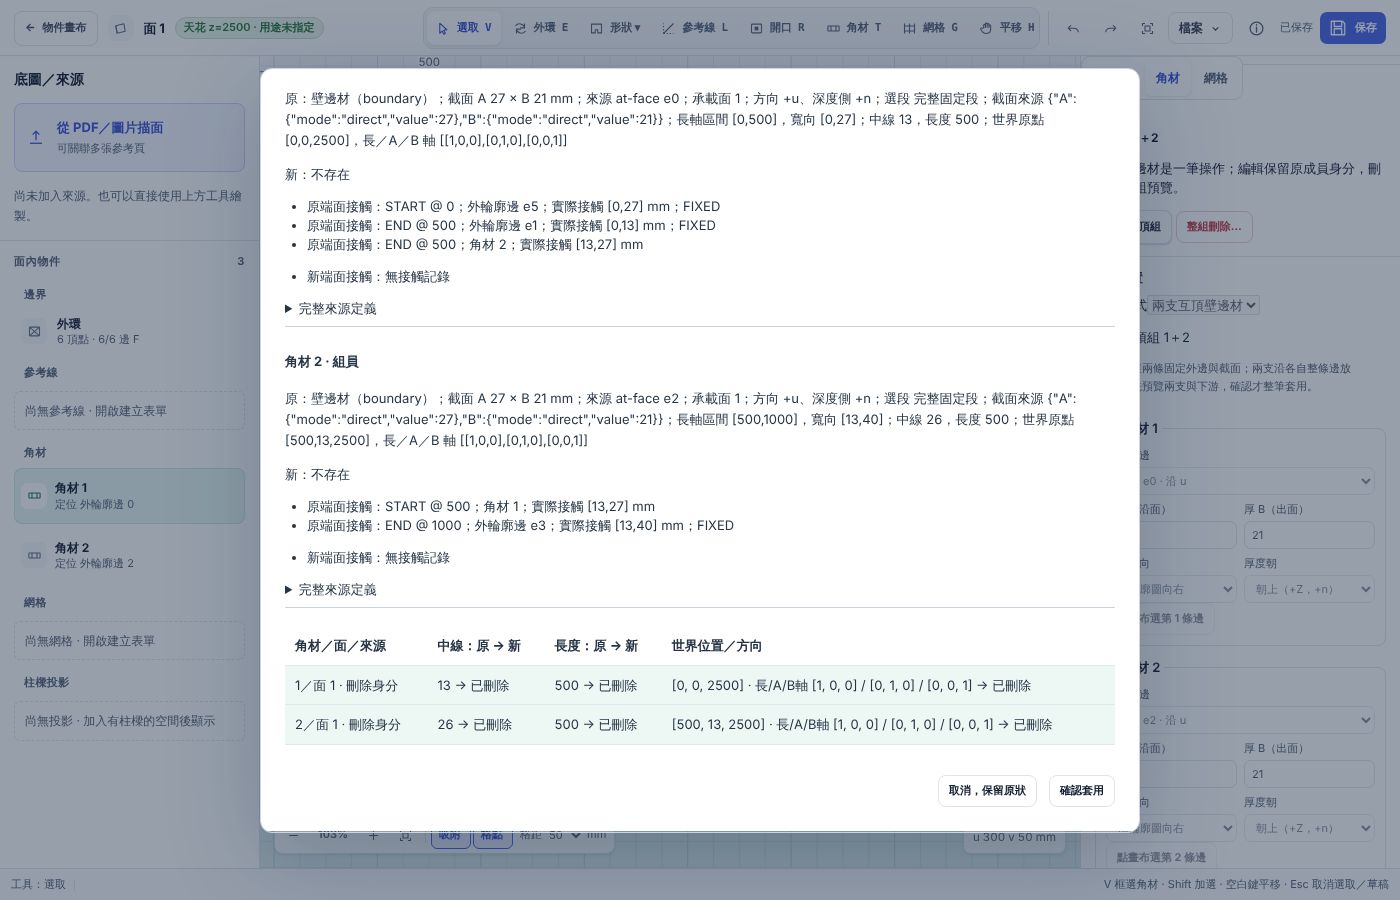 ← 物件畫布
面 1
天花 z=2500 · 用途未指定
選取 V
外環 E
形狀▾
參考線 L
開口 R
角材 T
網格 G
平移 H
檔案
已保存
保存
底圖／來源
從 PDF／圖片描面
可關聯多張參考頁
尚未加入來源。也可以直接使用上方工具繪
製。
面內物件 3
邊界
外環
6 頂點 · 6/6 邊 F
參考線
尚無參考線 · 開啟建立表單
角材
角材 1
定位 外輪廓邊 0
角材 2
定位 外輪廓邊 2
網格
尚無網格 · 開啟建立表單
柱樑投影
尚無投影 · 加入有柱樑的空間後顯示
500
原：壁邊材（boundary）；截面 A 27 × B 21 mm；來源 at-face e0；承載面 1；方向 +u、深度側 +n；選段 完整固定段；截面來源 {"A":
{"mode":"direct","value":27},"B":{"mode":"direct","value":21}}；長軸區間 [0,500]，寬向 [0,27]；中線 13，長度 500；世界原點
[0,0,2500]，長／A／B 軸 [[1,0,0],[0,1,0],[0,0,1]]
新：不存在
• 原端面接觸：START @ 0；外輪廓邊 e5；實際接觸 [0,27] mm；FIXED
• 原端面接觸：END @ 500；外輪廓邊 e1；實際接觸 [0,13] mm；FIXED
• 原端面接觸：END @ 500；角材 2；實際接觸 [13,27] mm
• 新端面接觸：無接觸記錄
▶ 完整來源定義
角材 2 · 組員
原：壁邊材（boundary）；截面 A 27 × B 21 mm；來源 at-face e2；承載面 1；方向 +u、深度側 +n；選段 完整固定段；截面來源 {"A":
{"mode":"direct","value":27},"B":{"mode":"direct","value":21}}；長軸區間 [500,1000]，寬向 [13,40]；中線 26，長度 500；世界原點
[500,13,2500]，長／A／B 軸 [[1,0,0],[0,1,0],[0,0,1]]
新：不存在
• 原端面接觸：START @ 500；角材 1；實際接觸 [13,27] mm
• 原端面接觸：END @ 1000；外輪廓邊 e3；實際接觸 [13,40] mm；FIXED
• 新端面接觸：無接觸記錄
▶ 完整來源定義
角材／面／來源 中線：原 → 新 長度：原 → 新 世界位置／方向
1／面 1 · 刪除身分 13 → 已刪除 500 → 已刪除 [0, 0, 2500] · 長/A/B軸 [1, 0, 0] / [0, 1, 0] / [0, 0, 1] → 已刪除
2／面 1 · 刪除身分 26 → 已刪除 500 → 已刪除 [500, 13, 2500] · 長/A/B軸 [1, 0, 0] / [0, 1, 0] / [0, 0, 1] → 已刪除
取消，保留原狀
確認套用
角材
網格
+ 2
邊材是一筆操作；編輯保留原成員身分，刪
組預覽。
頂組
整組刪除…
式 兩支互頂壁邊材
頂組 1 + 2
兩條固定外邊與截面；兩支沿各自整條邊放
預覽兩支與下游，確認才整筆套用。
材 1
邊
e0 · 沿 u
沿面） 厚 B（出面）
21
向 厚度朝
廓圖向右 朝上（+Z，+n）
布選第 1 條邊
材 2
邊
e2 · 沿 u
沿面） 厚 B（出面）
21
向 厚度朝
廓圖向右 朝上（+Z，+n）
點畫布選第 2 條邊
− 103% +
吸附
格點
格距 50 mm
u 300 v 50 mm
工具：選取
V 框選角材 · Shift 加選 · 空白鍵平移 · Esc 取消選取／草稿